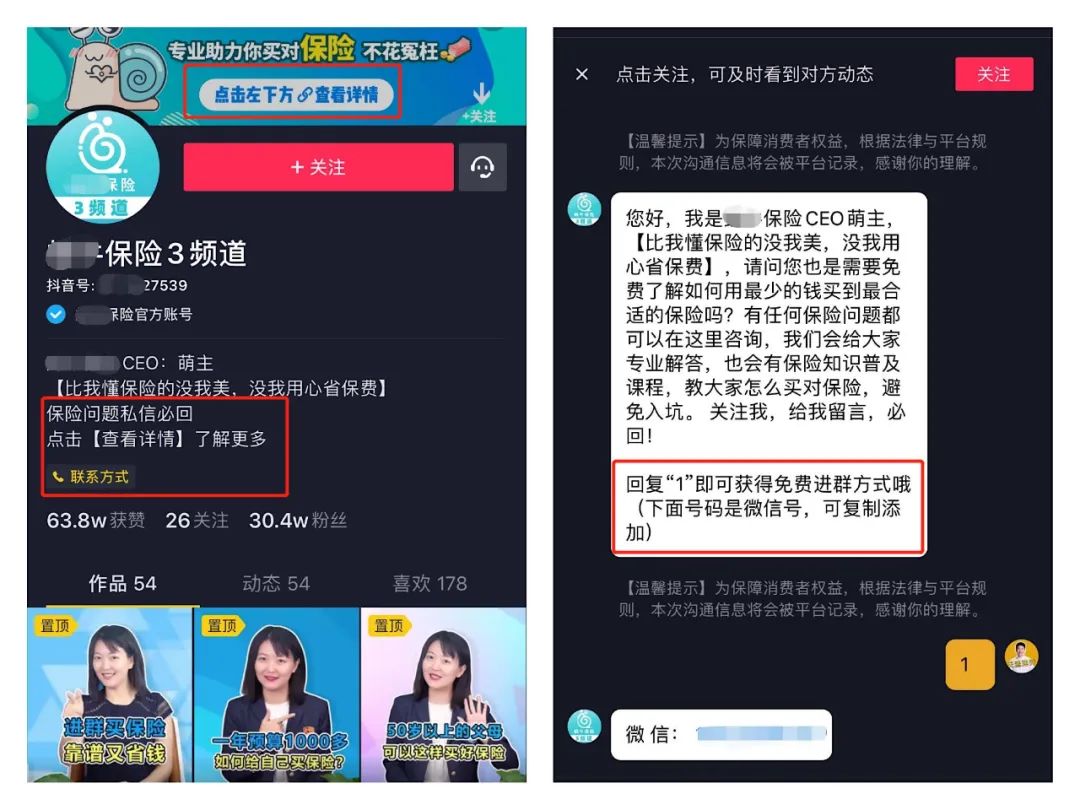 专业助力你买对保险 不花冤枉
点击左下方 查看详情
+关注
保险
3频道
+ 关注
保险3频道
抖音号: 27539
保险官方账号
CEO:萌主
【比我懂保险的没我美,没我用心省保费】
保险问题私信必回
点击【查看详情】了解更多
联系方式
63.8w获赞 26关注 30.4w粉丝
作品 54 动态 54 喜欢 178
置顶
进群买保险
靠谱又省钱
置顶
一年预算1000多
如何给自己买保险?
置顶
50岁以上的父母
可以这样买好保险
× 点击关注,可及时看到对方动态 关注
【温馨提示】为保障消费者权益,根据法律与平台规
则,本次沟通信息将会被平台记录,感谢你的理解。
您好,我是 保险CEO萌主,
【比我懂保险的没我美,没我用
心省保费】,请问您也是需要免
费了解如何用最少的钱买到最合
适的保险吗?有任何保险问题都
可以在这里咨询,我们会给大家
专业解答,也会有保险知识普及
课程,教大家怎么买对保险,避
免入坑。关注我,给我留言,必
回!
回复“1”即可获得免费进群方式哦
(下面号码是微信号,可复制添
加)
【温馨提示】为保障消费者权益,根据法律与平台规
则,本次沟通信息将会被平台记录,感谢你的理解。
1
微信: